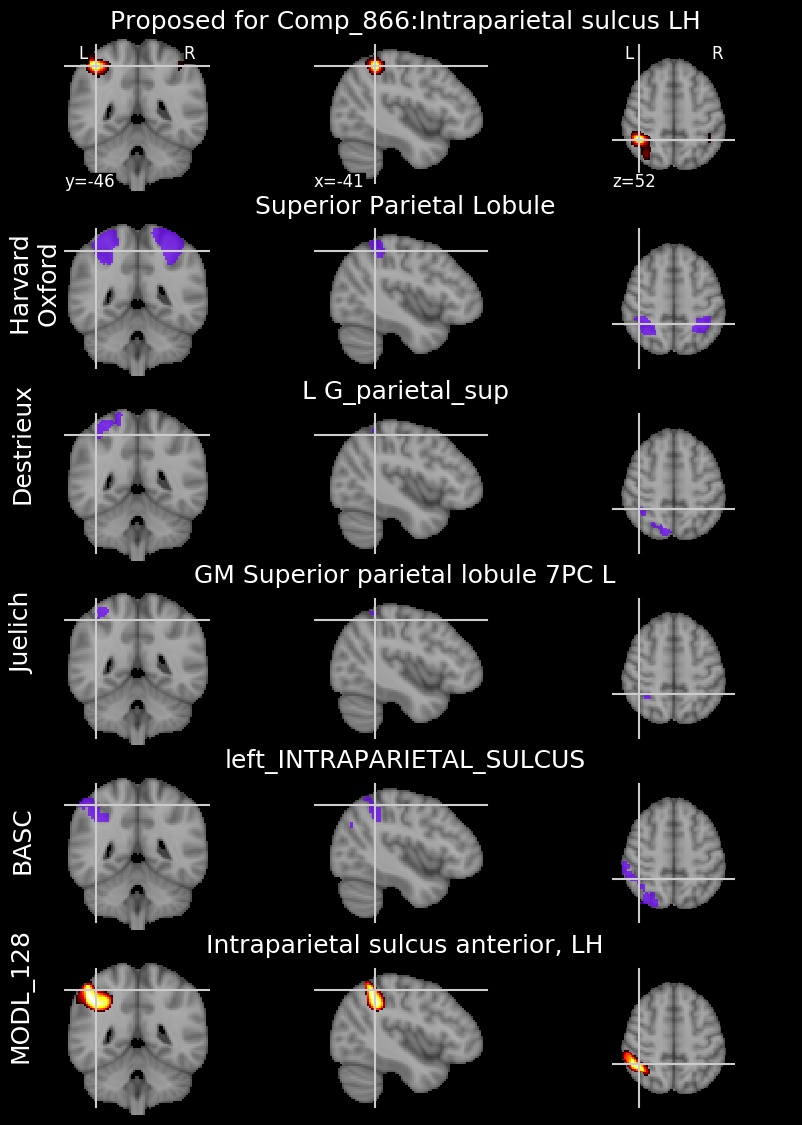 Proposed for Comp_866:Intraparietal sulcus LH
L R
L R
y=-46
x=-41
z=52
Superior Parietal Lobule
Harvard
Oxford
L G_parietal_sup
Destrieux
GM Superior parietal lobule 7PC L
Juelich
left_INTRAPARIETAL_SULCUS
BASC
Intraparietal sulcus anterior, LH
MODL_128